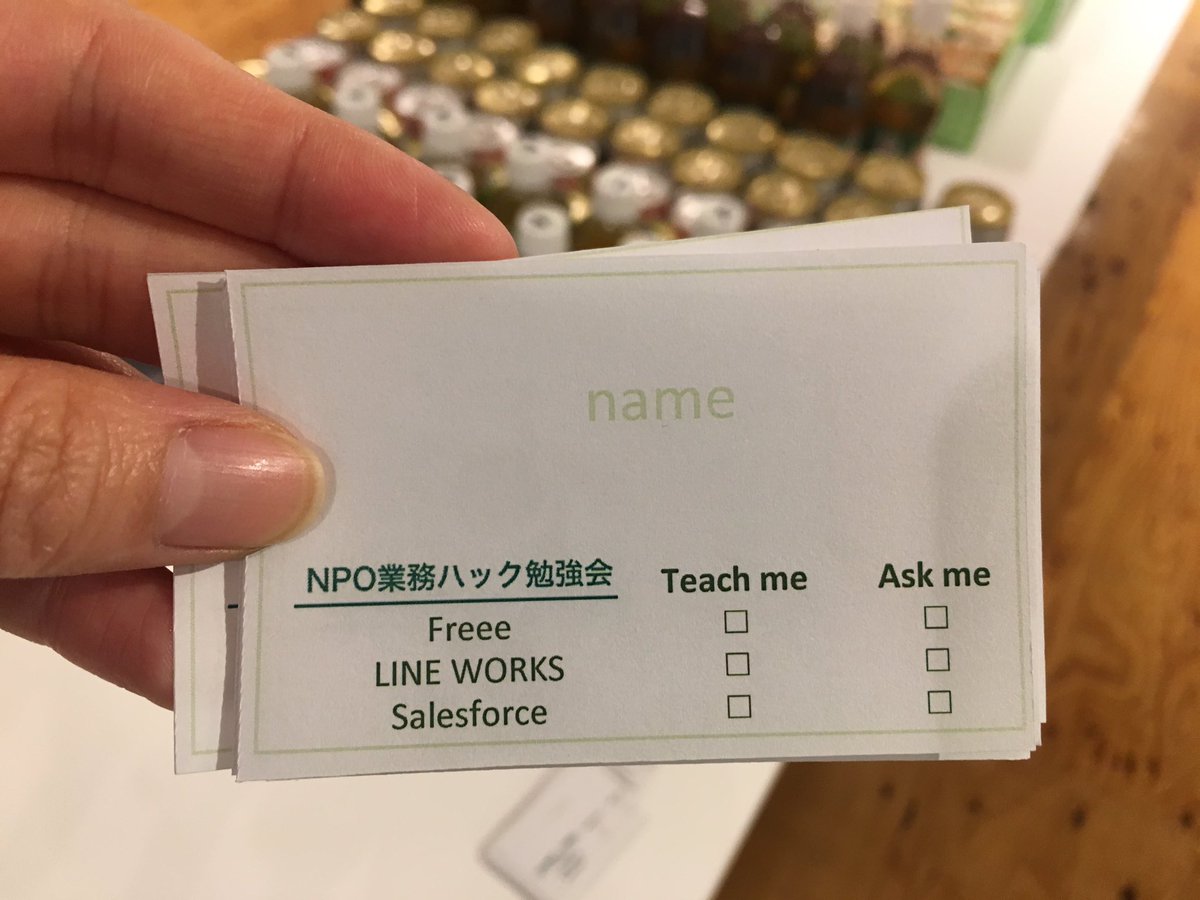 name
NPO業務ハック勉強会 Teach me Ask me
Freee □ □
LINE WORKS □ □
Salesforce □ □